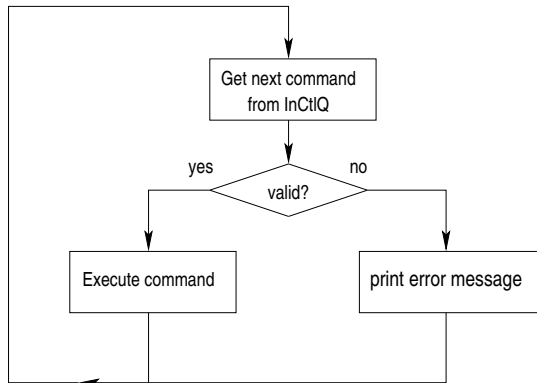 Get next command
from InCtlQ
yes
no
valid?
Execute command
print error message